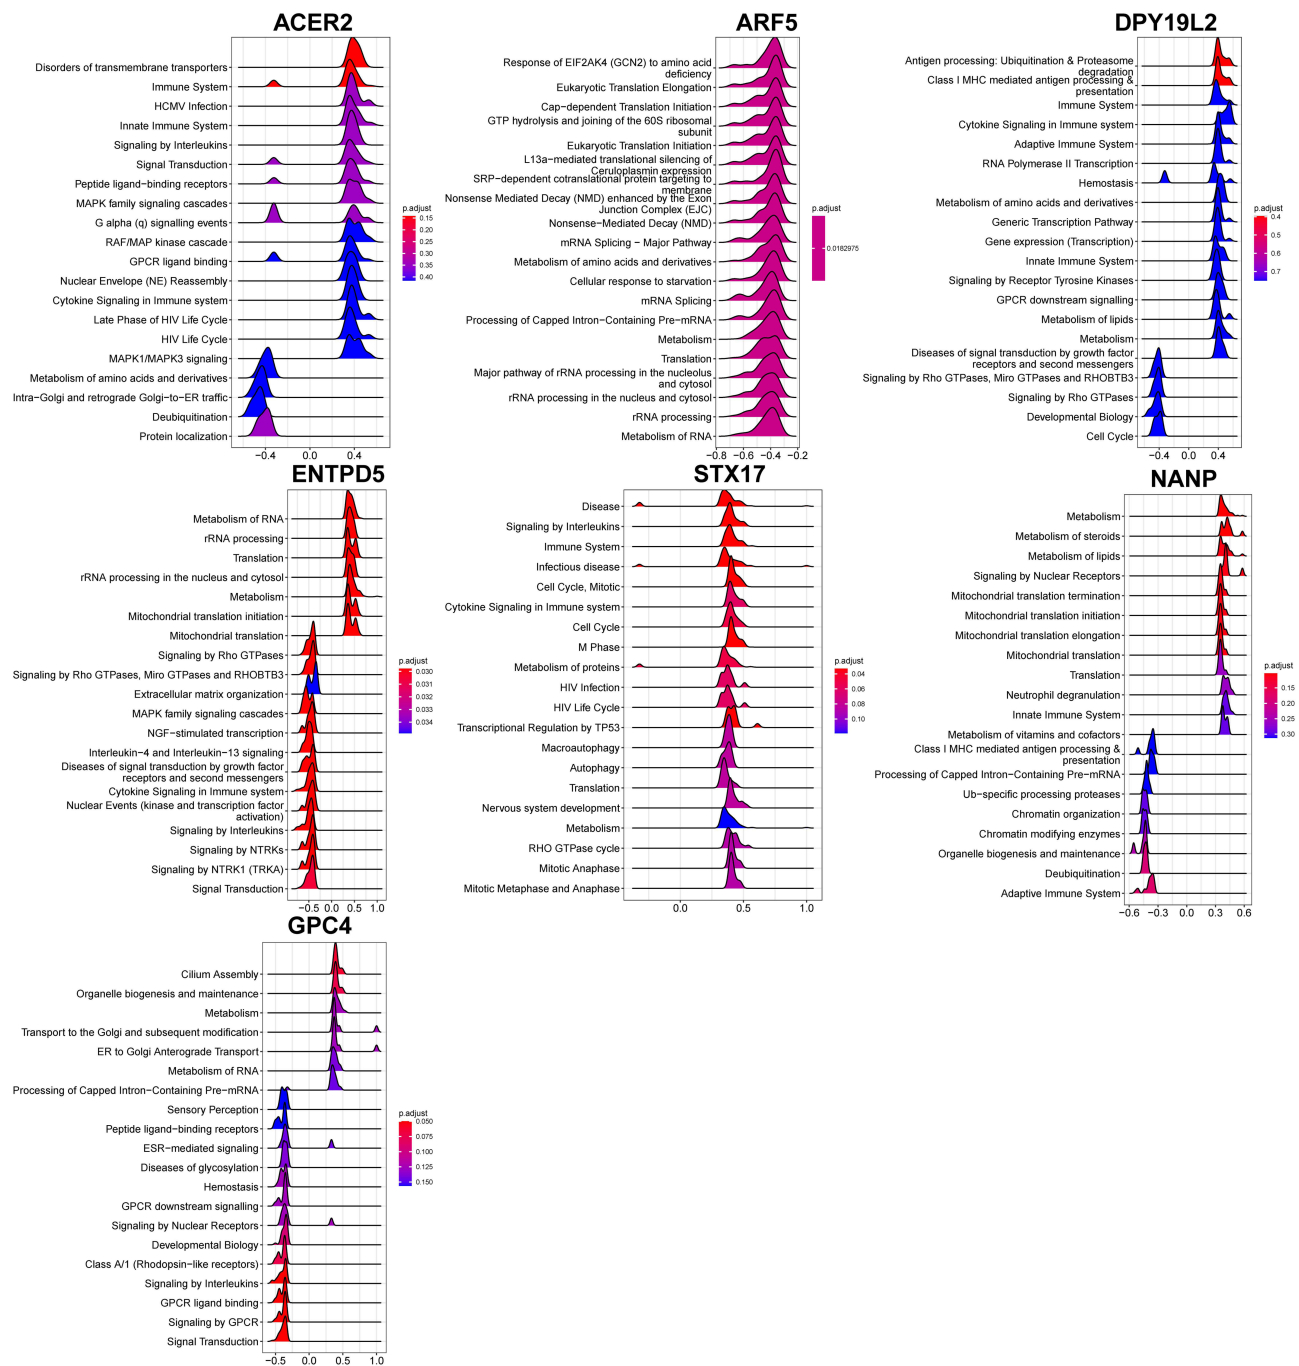 ACER2
Disorders of transmembrane transporters
Immune System
HCMV Infection
Innate Immune System
Signaling by Interleukins
Signal Transduction
Peptide ligand−binding receptors
MAPK family signaling cascades
G alpha (q) signalling events
RAF/MAP kinase cascade
GPCR ligand binding
Nuclear Envelope (NE) Reassembly
Cytokine Signaling in Immune system
Late Phase of HIV Life Cycle
HIV Life Cycle
MAPK1/MAPK3 signaling
Metabolism of amino acids and derivatives
Intra−Golgi and retrograde Golgi−to−ER traffic
Deubiquitination
Protein localization
−0.4 0.0 0.4
p.adjust
0.15
0.20
0.25
0.30
0.35
0.40
ARF5
Response of EIF2AK4 (GCN2) to amino acid
deficiency
Eukaryotic Translation Elongation
Cap−dependent Translation Initiation
GTP hydrolysis and joining of the 60S ribosomal
subunit
Eukaryotic Translation Initiation
L13a−mediated translational silencing of
Ceruloplasmin expression
SRP−dependent cotranslational protein targeting to
membrane
Nonsense Mediated Decay (NMD) enhanced by the Exon
Junction Complex (EJC)
Nonsense−Mediated Decay (NMD)
mRNA Splicing − Major Pathway
Metabolism of amino acids and derivatives
Cellular response to starvation
mRNA Splicing
Processing of Capped Intron−Containing Pre−mRNA
Metabolism
Translation
Major pathway of rRNA processing in the nucleolus
and cytosol
rRNA processing in the nucleus and cytosol
rRNA processing
Metabolism of RNA
−0.8 −0.6 −0.4 −0.2
p.adjust
0.0182975
DPY19L2
Antigen processing: Ubiquitination & Proteasome
degradation
Class I MHC mediated antigen processing &
presentation
Immune System
Cytokine Signaling in Immune system
Adaptive Immune System
RNA Polymerase II Transcription
Hemostasis
Metabolism of amino acids and derivatives
Generic Transcription Pathway
Gene expression (Transcription)
Innate Immune System
Signaling by Receptor Tyrosine Kinases
GPCR downstream signalling
Metabolism of lipids
Metabolism
Diseases of signal transduction by growth factor
receptors and second messengers
Signaling by Rho GTPases, Miro GTPases and RHOBTB3
Signaling by Rho GTPases
Developmental Biology
Cell Cycle
−0.4 0.0 0.4
p.adjust
0.4
0.5
0.6
0.7
ENTPD5
Metabolism of RNA
rRNA processing
Translation
rRNA processing in the nucleus and cytosol
Metabolism
Mitochondrial translation initiation
Mitochondrial translation
Signaling by Rho GTPases
Signaling by Rho GTPases, Miro GTPases and RHOBTB3
Extracellular matrix organization
MAPK family signaling cascades
NGF−stimulated transcription
Interleukin−4 and Interleukin−13 signaling
Diseases of signal transduction by growth factor
receptors and second messengers
Cytokine Signaling in Immune system
Nuclear Events (kinase and transcription factor
activation)
Signaling by Interleukins
Signaling by NTRKs
Signaling by NTRK1 (TRKA)
Signal Transduction
−0.5 0.0 0.5 1.0
p.adjust
0.030
0.031
0.032
0.033
0.034
STX17
Disease
Signaling by Interleukins
Immune System
Infectious disease
Cell Cycle, Mitotic
Cytokine Signaling in Immune system
Cell Cycle
M Phase
Metabolism of proteins
HIV Infection
HIV Life Cycle
Transcriptional Regulation by TP53
Macroautophagy
Autophagy
Translation
Nervous system development
Metabolism
RHO GTPase cycle
Mitotic Anaphase
Mitotic Metaphase and Anaphase
0.0 0.5 1.0
p.adjust
0.04
0.06
0.08
0.10
NANP
Metabolism
Metabolism of steroids
Metabolism of lipids
Signaling by Nuclear Receptors
Mitochondrial translation termination
Mitochondrial translation initiation
Mitochondrial translation elongation
Mitochondrial translation
Translation
Neutrophil degranulation
Innate Immune System
Metabolism of vitamins and cofactors
Class I MHC mediated antigen processing &
presentation
Processing of Capped Intron−Containing Pre−mRNA
Ub−specific processing proteases
Chromatin organization
Chromatin modifying enzymes
Organelle biogenesis and maintenance
Deubiquitination
Adaptive Immune System
−0.6 −0.3 0.0 0.3 0.6
p.adjust
0.15
0.20
0.25
0.30
GPC4
Cilium Assembly
Organelle biogenesis and maintenance
Metabolism
Transport to the Golgi and subsequent modification
ER to Golgi Anterograde Transport
Metabolism of RNA
Processing of Capped Intron−Containing Pre−mRNA
Sensory Perception
Peptide ligand−binding receptors
ESR−mediated signaling
Diseases of glycosylation
Hemostasis
GPCR downstream signalling
Signaling by Nuclear Receptors
Developmental Biology
Class A/1 (Rhodopsin−like receptors)
Signaling by Interleukins
GPCR ligand binding
Signaling by GPCR
Signal Transduction
−0.5 0.0 0.5 1.0
p.adjust
0.050
0.075
0.100
0.125
0.150